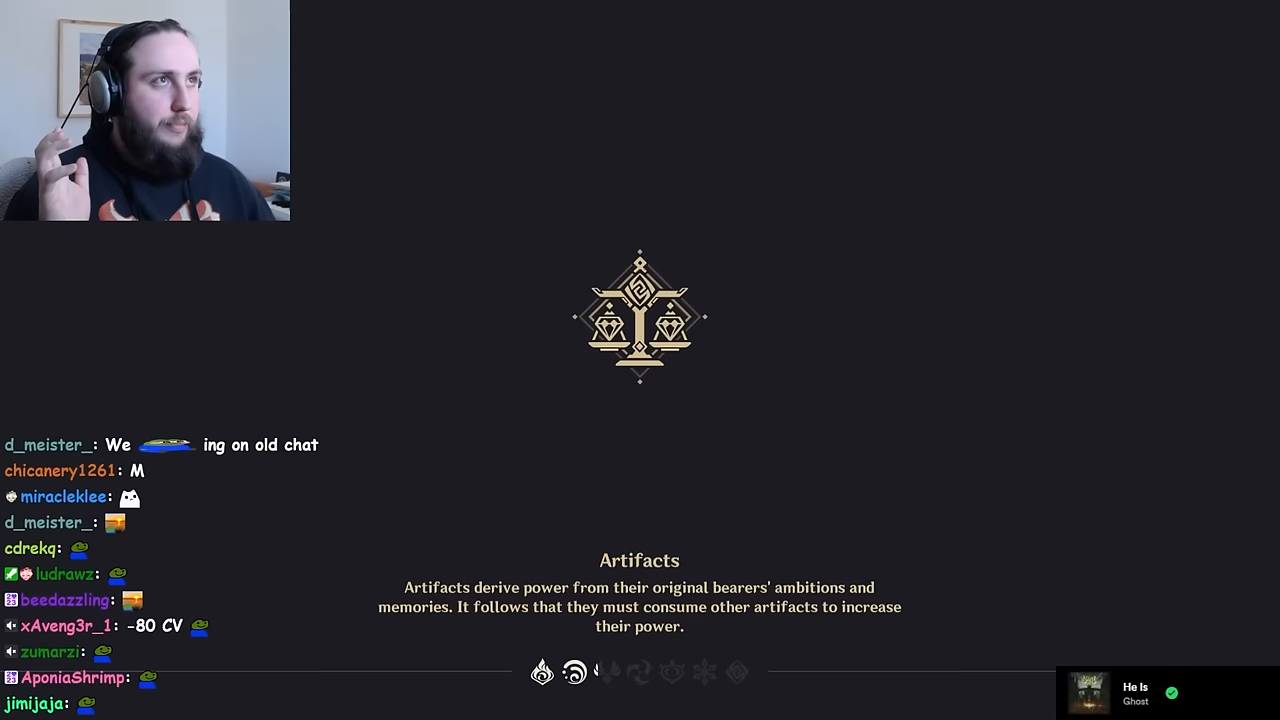 d_meister_: We ing on old chat
chicanery1261: M
miracleklee:
d_meister_:
cdrekq:
ludrawz:
beedazzling:
xAveng3r_1: -80 CV
zumarzi:
AponiaShrimp:
jimijaja:
Artifacts
Artifacts derive power from their original bearers' ambitions and
memories. It follows that they must consume other artifacts to increase
their power.
He Is
Ghost